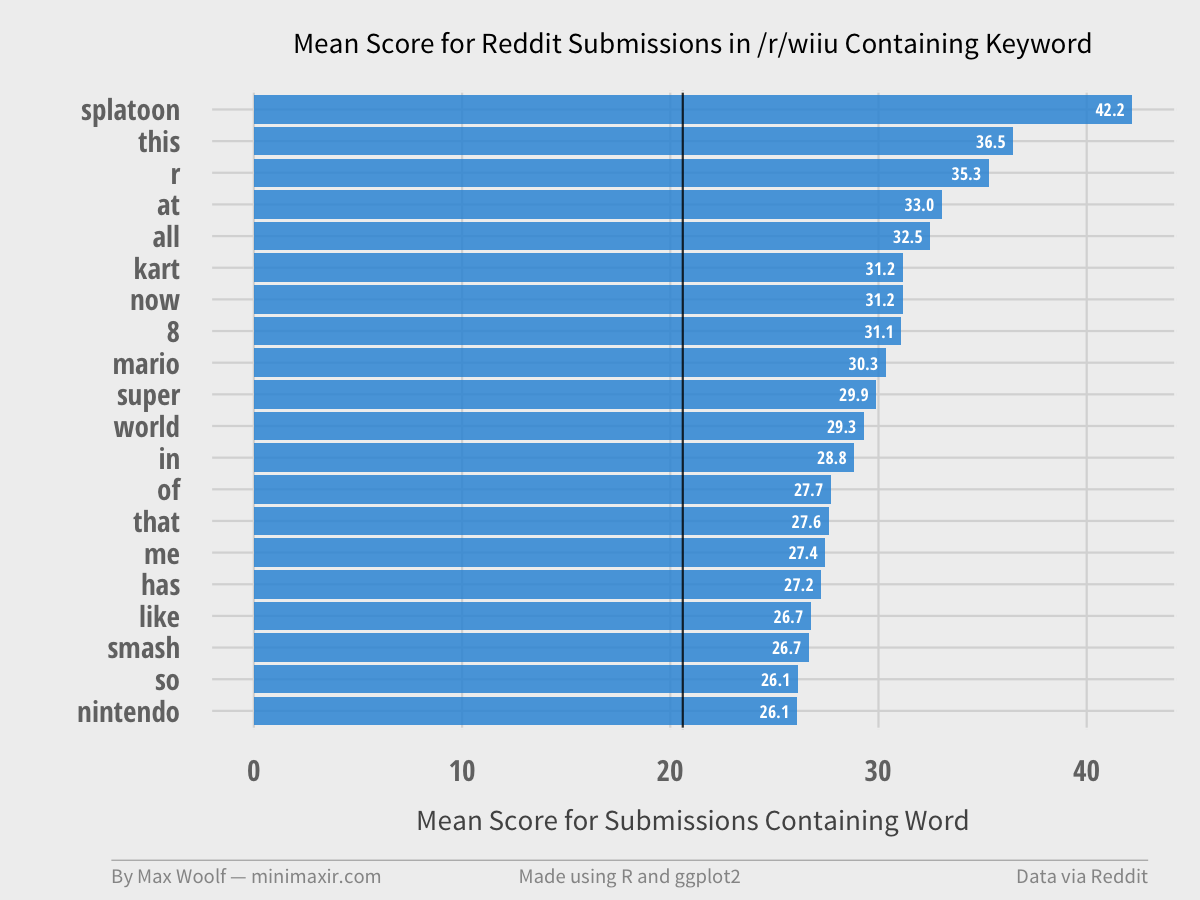 Mean Score for Reddit Submissions in /r/wiiu Containing Keyword
splatoon 42.2
this 36.5
r 35.3
at 33.0
all 32.5
kart 31.2
now 31.2
8 31.1
mario 30.3
super 29.9
world 29.3
in 28.8
of 27.7
that 27.6
me 27.4
has 27.2
like 26.7
smash 26.7
so 26.1
nintendo 26.1
0 10 20 30 40
Mean Score for Submissions Containing Word
By Max Woolf — minimaxir.com Made using R and ggplot2 Data via Reddit